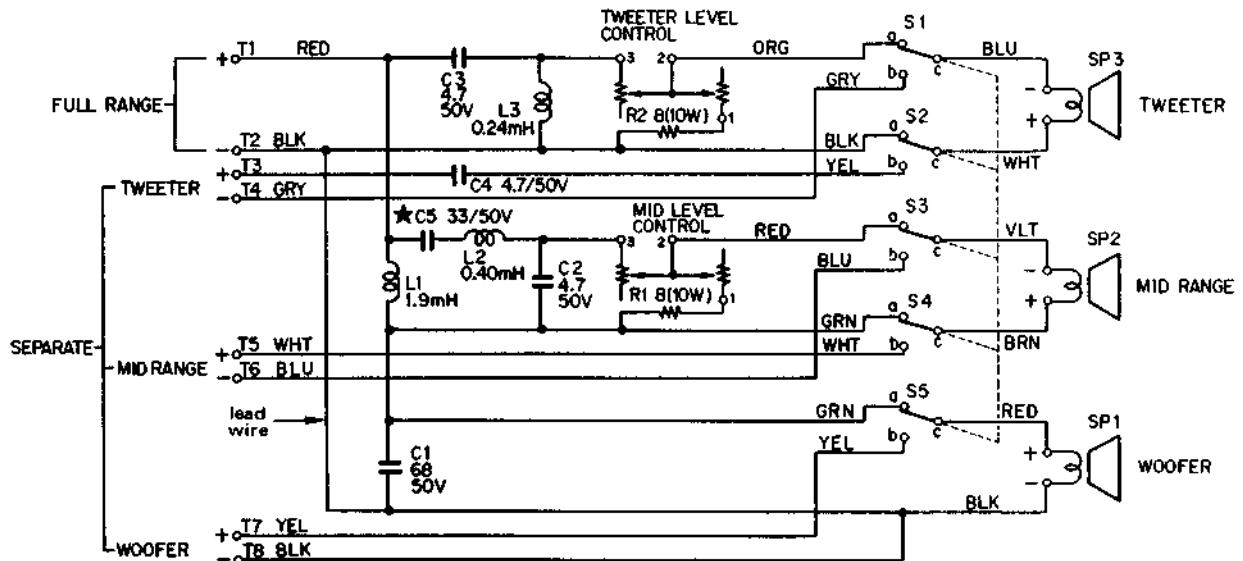 TWEETER LEVEL
CONTROL
S1
+ T1 RED
3
2
ORG
a
b
c
BLU
SP3
C3
4.7
50V
L3
0.24mH
GRY
FULL RANGE
R2 8(10W)
1
-
+
TWEETER
S2
- T2 BLK
BLK
a
b
c
WHT
+ T3
C4 4.7/50V
YEL
TWEETER
- T4 GRY
★C5 33/50V
MID LEVEL
CONTROL
S3
3
2
RED
a
b
c
VLT
SP2
L2
0.40mH
C2
4.7
50V
BLU
L1
1.9mH
R1 8(10W)
1
-
+
MID RANGE
S4
GRN
a
b
c
BRN
SEPARATE
+ T5 WHT
WHT
MID RANGE
- T6 BLU
lead
wire
S5
GRN
a
b
c
RED
SP1
YEL
C1
68
50V
+
-
WOOFER
BLK
+ T7 YEL
WOOFER
- T8 BLK